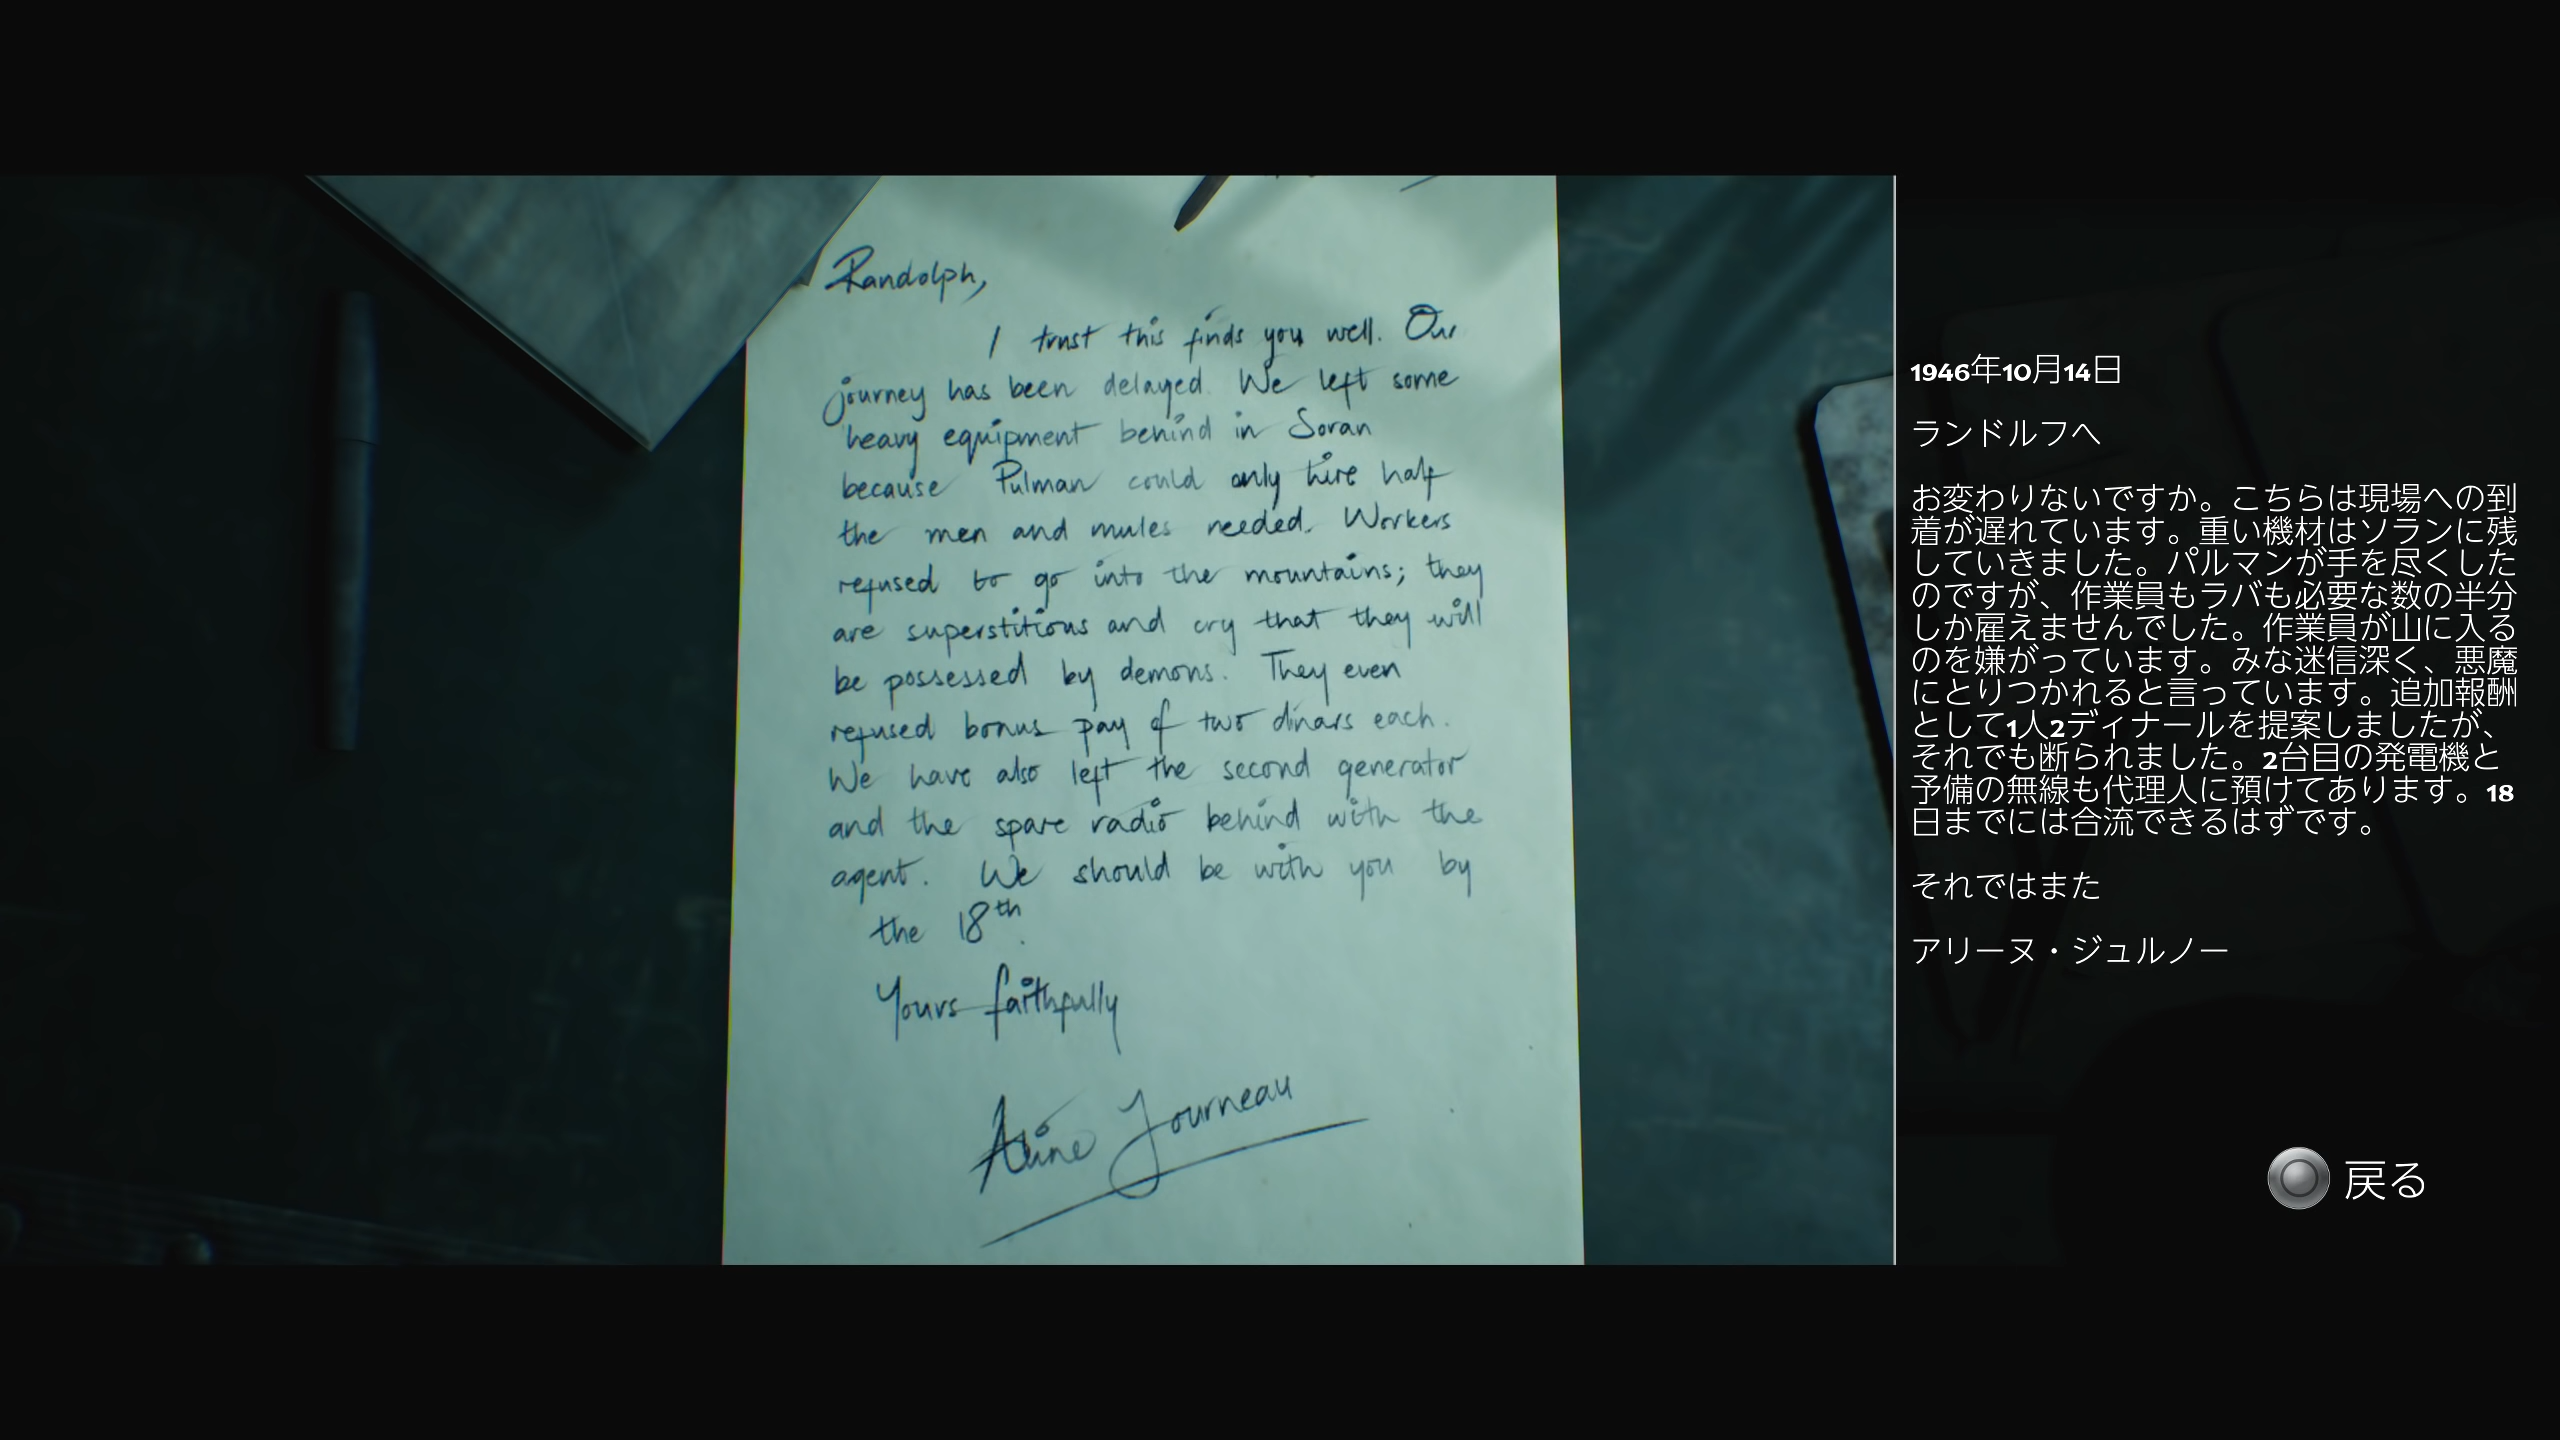 Randolph,
I trust this finds you well. Our
journey has been delayed. We left some
heavy equipment behind in Soran
because Pulman could only hire half
the men and mules needed. Workers
refused to go into the mountains; they
are superstitious and cry that they will
be possessed by demons. They even
refused bonus pay of two dinars each.
We have also left the second generator
and the spare radio behind with the
agent. We should be with you by
the 18th.
Yours faithfully
Aline Journeau
1946年10月14日
ランドルフへ
お変わりないですか。こちらは現場への到
着が遅れています。重い機材はソランに残
していきました。パルマンが手を尽くした
のですが、作業員もラバも必要な数の半分
しか雇えませんでした。作業員が山に入る
のを嫌がっています。みな迷信深く、悪魔
にとりつかれると言っています。追加報酬
として1人2ディナールを提案しましたが、
それでも断られました。2台目の発電機と
予備の無線も代理人に預けてあります。18
日までには合流できるはずです。
それではまた
アリーヌ・ジュルノー
戻る